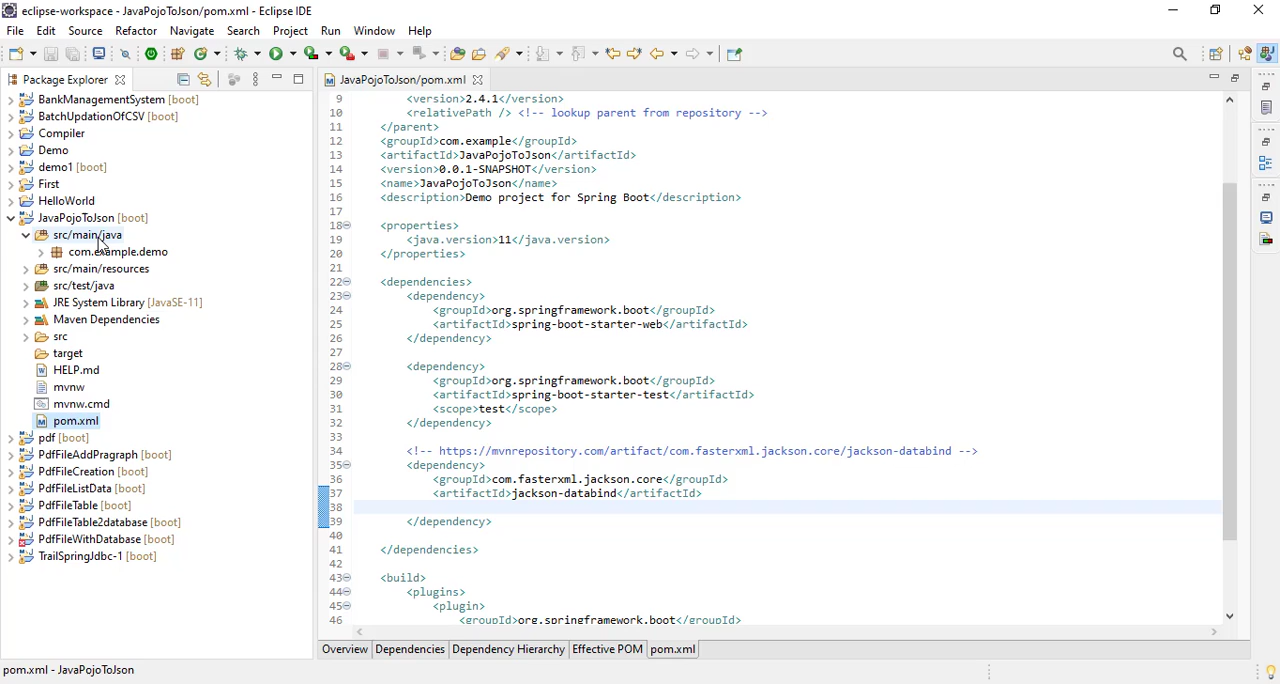 eclipse-workspace - JavaPojoToJson/pom.xml - Eclipse IDE
File Edit Source Refactor Navigate Search Project Run Window Help
Package Explorer
BankManagementSystem [boot]
BatchUpdationOfCSV [boot]
Compiler
Demo
demo1 [boot]
First
HelloWorld
JavaPojoToJson [boot]
src/main/java
com.example.demo
src/main/resources
src/test/java
JRE System Library [JavaSE-11]
Maven Dependencies
src
target
HELP.md
mvnw
mvnw.cmd
pom.xml
pdf [boot]
PdfFileAddPragraph [boot]
PdfFileCreation [boot]
PdfFileListData [boot]
PdfFileTable [boot]
PdfFileTable2database [boot]
PdfFileWithDatabase [boot]
TrailSpringJdbc-1 [boot]
JavaPojoToJson/pom.xml
9 <version>2.4.1</version>
10 <relativePath /> <!-- lookup parent from repository -->
11 </parent>
12 <groupId>com.example</groupId>
13 <artifactId>JavaPojoToJson</artifactId>
14 <version>0.0.1-SNAPSHOT</version>
15 <name>JavaPojoToJson</name>
16 <description>Demo project for Spring Boot</description>
17
18 <properties>
19 <java.version>11</java.version>
20 </properties>
21
22 <dependencies>
23 <dependency>
24 <groupId>org.springframework.boot</groupId>
25 <artifactId>spring-boot-starter-web</artifactId>
26 </dependency>
27
28 <dependency>
29 <groupId>org.springframework.boot</groupId>
30 <artifactId>spring-boot-starter-test</artifactId>
31 <scope>test</scope>
32 </dependency>
33
34 <!-- https://mvnrepository.com/artifact/com.fasterxml.jackson.core/jackson-databind -->
35 <dependency>
36 <groupId>com.fasterxml.jackson.core</groupId>
37 <artifactId>jackson-databind</artifactId>
38
39 </dependency>
40
41 </dependencies>
42
43 <build>
44 <plugins>
45 <plugin>
46 <groupId>org.springframework.boot</groupId>
Overview Dependencies Dependency Hierarchy Effective POM pom.xml
pom.xml - JavaPojoToJson